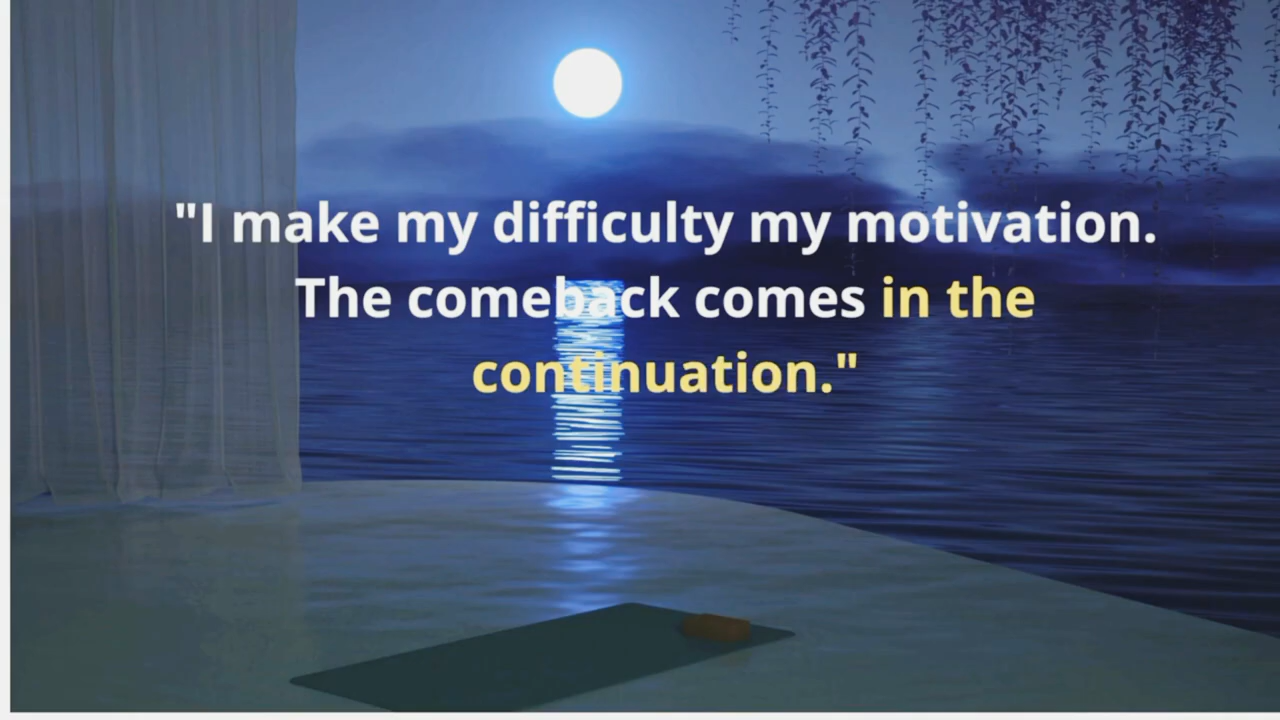 "I make my difficulty my motivation.
The comeback comes in the
continuation."